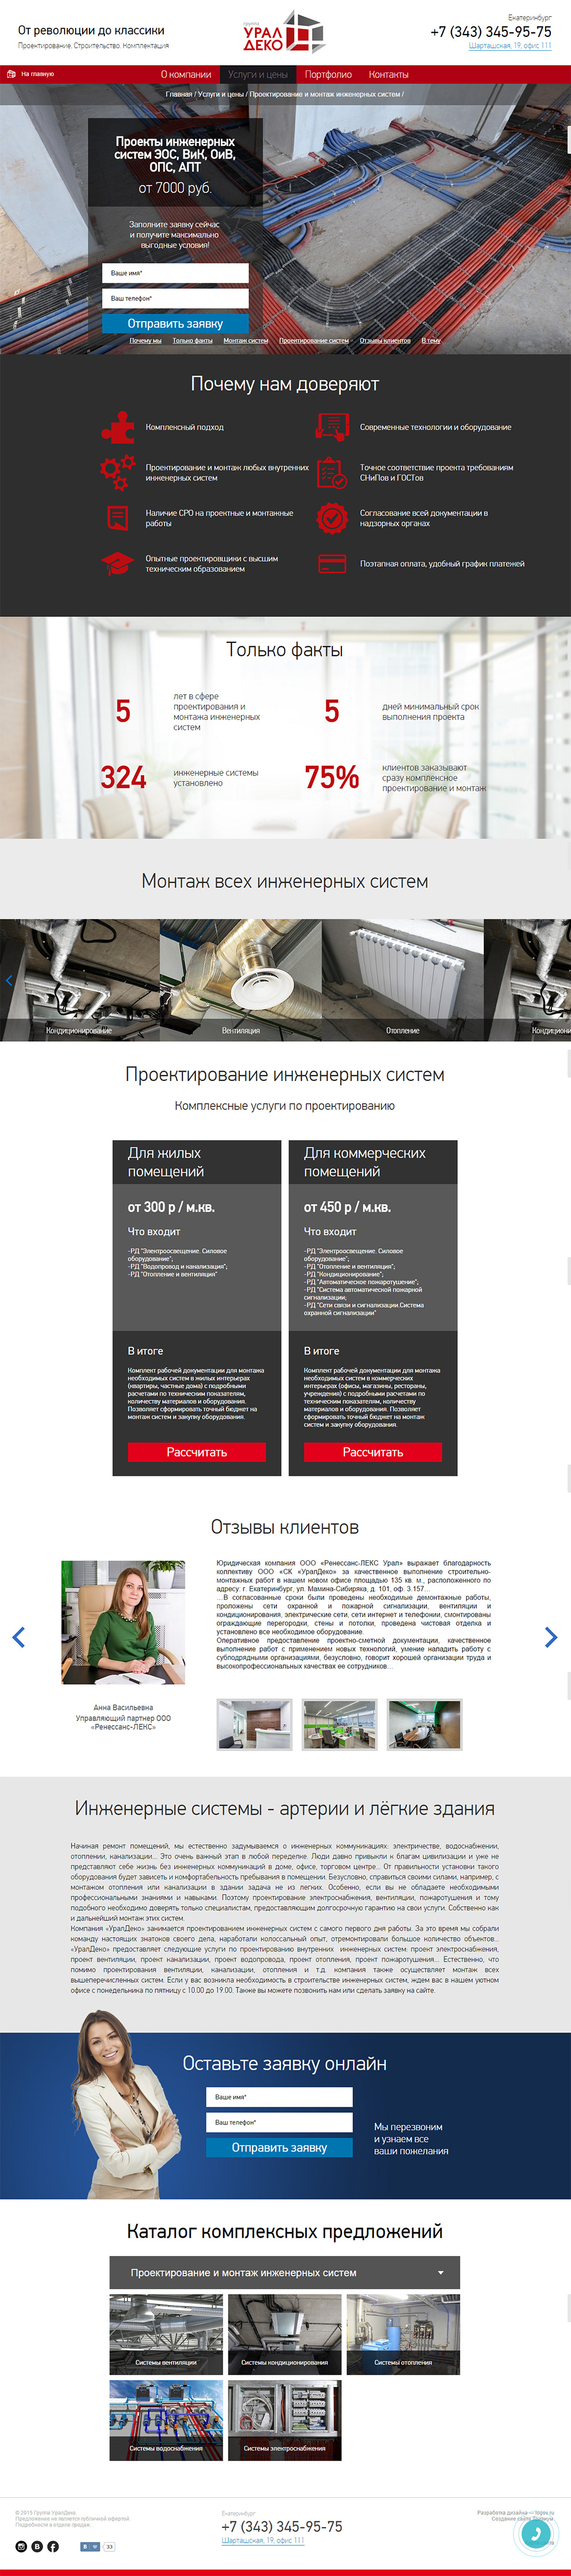 От революции до классики
Проектирование. Строительство. Комплектация
группа
УРАЛ
ДЕКО
Екатеринбург
+7 (343) 345-95-75
Шарташская, 19, офис 111
На главную
О компании
Услуги и цены
Портфолио
Контакты
Главная / Услуги и цены / Проектирование и монтаж инженерных систем /
Проекты инженерных
систем ЭОС, ВиК, ОиВ,
ОПС, АПТ
от 7000 руб.
Заполните заявку сейчас
и получите максимально
выгодные условия!
Ваше имя*
Ваш телефон*
Отправить заявку
Почему мы
Только факты
Монтаж систем
Проектирование систем
Отзывы клиентов
В тему
Почему нам доверяют
Комплексный подход
Современные технологии и оборудование
Проектирование и монтаж любых внутренних
инженерных систем
Точное соответствие проекта требованиям
СНиПов и ГОСТов
Наличие СРО на проектные и монтажные
работы
Согласование всей документации в
надзорных органах
Опытные проектировщики с высшим
техническим образованием
Поэтапная оплата, удобный график платежей
Только факты
5
лет в сфере
проектирования и
монтажа инженерных
систем
5
дней минимальный срок
выполнения проекта
324
инженерные системы
установлено
75%
клиентов заказывают
сразу комплексное
проектирование и монтаж
Монтаж всех инженерных систем
Кондиционирование
Вентиляция
Отопление
Кондициони
Проектирование инженерных систем
Комплексные услуги по проектированию
Для жилых
помещений
от 300 р / м.кв.
Что входит
-РД "Электроосвещение. Силовое
оборудование";
-РД "Водопровод и канализация";
-РД "Отопление и вентиляция"
В итоге
Комплект рабочей документации для монтажа
необходимых систем в жилых интерьерах
(квартиры, частные дома) с подробными
расчетами по техническим показателям,
количеству материалов и оборудования.
Позволяет сформировать точный бюджет на
монтаж систем и закупку оборудования.
Рассчитать
Для коммерческих
помещений
от 450 р / м.кв.
Что входит
-РД "Электроосвещение. Силовое
оборудование";
-РД "Отопление и вентиляция";
-РД "Кондиционирование";
-РД "Автоматическое пожаротушение";
-РД "Система автоматической пожарной
сигнализации;
-РД "Сети связи и сигнализации.Система
охранной сигнализации"
В итоге
Комплект рабочей документации для монтажа
необходимых систем в коммерческих
интерьерах (офисы, магазины, рестораны,
учреждения) с подробными расчетами по
техническим показателям, количеству
материалов и оборудования. Позволяет
сформировать точный бюджет на монтаж
систем и закупку оборудования.
Рассчитать
Отзывы клиентов
Юридическая компания ООО «Ренессанс-ЛЕКС Урал» выражает благодарность
коллективу ООО «СК «УралДеко» за качественное выполнение строительно-
монтажных работ в нашем новом офисе площадью 135 кв. м., расположенного по
адресу: г. Екатеринбург, ул. Мамина-Сибиряка, д. 101, оф. 3.157…
…В согласованные сроки были проведены необходимые демонтажные работы,
проложены сети охранной и пожарной сигнализации, вентиляции и
кондиционирования, электрические сети, сети интернет и телефонии, смонтированы
ограждающие перегородки, стены и потолки, проведена чистовая отделка и
установлено все необходимое оборудование.
Оперативное предоставление проектно-сметной документации, качественное
выполнение работ с применением новых технологий, умение наладить работу с
субподрядными организациями, безусловно, говорит хорошей организации труда и
высокопрофессиональных качествах ее сотрудников…
Анна Васильевна
Управляющий партнер ООО
«Ренессанс-ЛЕКС»
Инженерные системы - артерии и лёгкие здания
Начиная ремонт помещений, мы естественно задумываемся о инженерных коммуникациях: электричестве, водоснабжении,
отоплении, канализации... Это очень важный этап в любой переделке. Люди давно привыкли к благам цивилизации и уже не
представляют себе жизнь без инженерных коммуникаций в доме, офисе, торговом центре... От правильности установки такого
оборудования будет зависеть и комфортабельность пребывания в помещении. Безусловно, справиться своими силами, например, с
монтажом отопления или канализации в здании задача не из легких. Особенно, если вы не обладаете необходимыми
профессиональными знаниями и навыками. Поэтому проектирование электроснабжения, вентиляции, пожаротушения и тому
подобного необходимо доверять только специалистам, предоставляющим долгосрочную гарантию на свои услуги. Собственно как
и дальнейший монтаж этих систем.
Компания «УралДеко» занимается проектированием инженерных систем с самого первого дня работы. За это время мы собрали
команду настоящих знатоков своего дела, наработали колоссальный опыт, отремонтировали большое количество объектов...
«УралДеко» предоставляет следующие услуги по проектированию внутренних инженерных систем: проект электроснабжения,
проект вентиляции, проект канализации, проект водопровода, проект отопления, проект пожаротушения... Естественно, что
помимо проектирования вентиляции, канализации, отопления и т.д. компания также осуществляет монтаж всех
вышеперечисленных систем. Если у вас возникла необходимость в строительстве инженерных систем, ждем вас в нашем уютном
офисе с понедельника по пятницу с 10.00 до 19.00. Также вы можете позвонить нам или сделать заявку на сайте.
Оставьте заявку онлайн
Ваше имя*
Ваш телефон*
Отправить заявку
Мы перезвоним
и узнаем все
ваши пожелания
Каталог комплексных предложений
Проектирование и монтаж инженерных систем
Системы вентиляции
Системы кондиционирования
Системы отопления
Системы водоснабжения
Системы электроснабжения
© 2015 Группа УралДеко.
Предложение не является публичной офертой.
Подробности в отделе продаж.
Екатеринбург
+7 (343) 345-95-75
Шарташская, 19, офис 111
Разработка дизайна —
Создание сайта
33